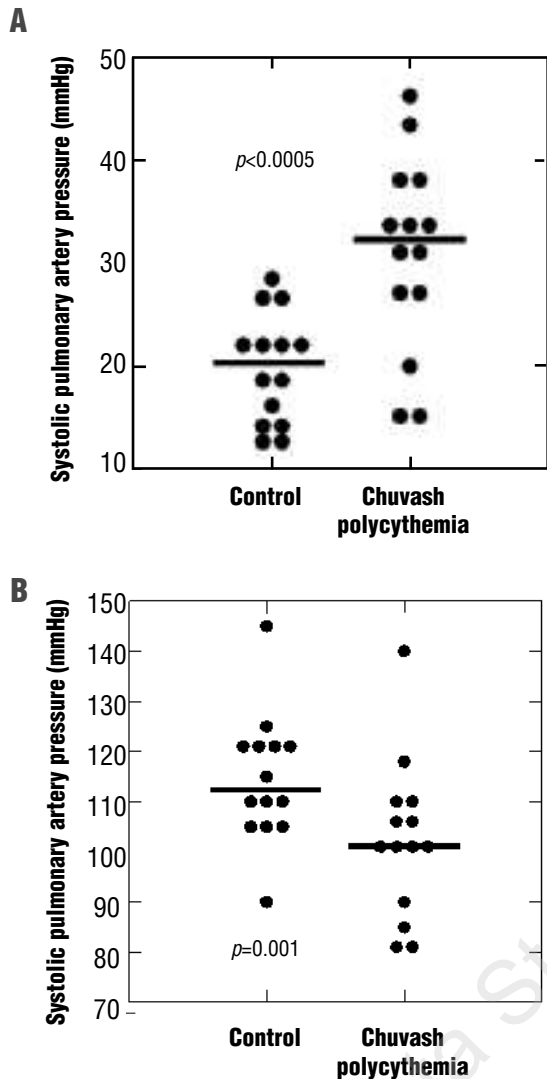 A
Systolic pulmonary artery pressure (mmHg)
50
40
30
20
10
p<0.0005
Control
Chuvash
polycythemia
B
Systolic pulmonary artery pressure (mmHg)
150
140
130
120
110
100
90
80
70
p=0.001
Control
Chuvash
polycythemia